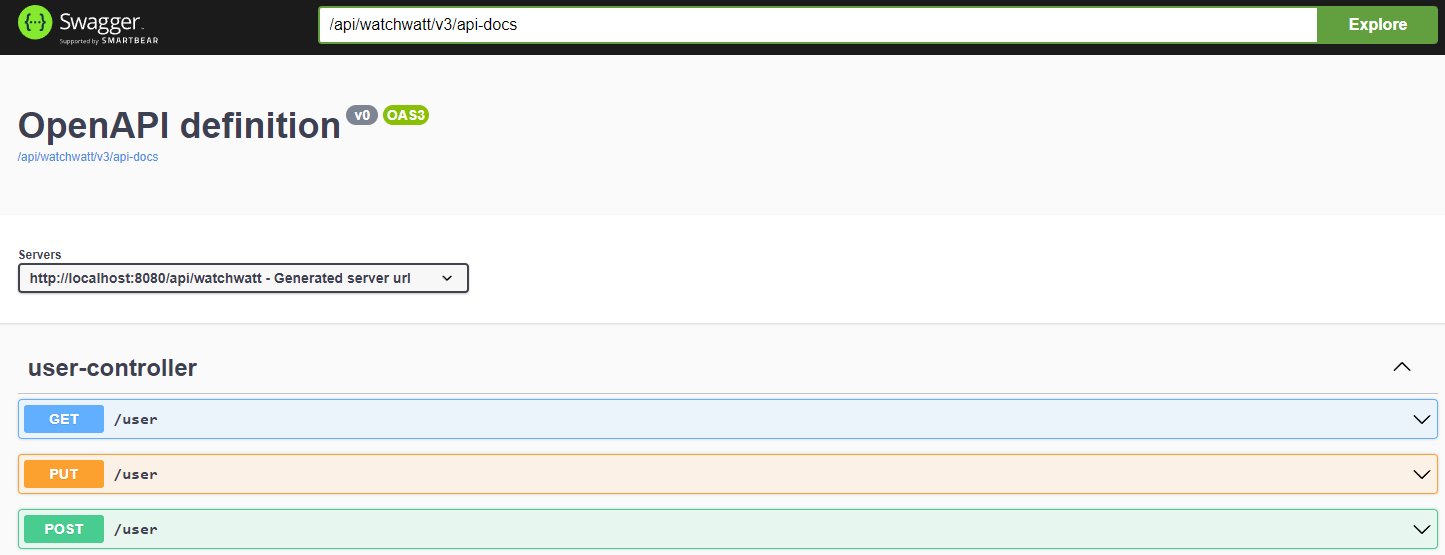 Swagger.
Supported by SMARTBEAR
/api/watchwatt/v3/api-docs
Explore
OpenAPI definition v0 OAS3
/api/watchwatt/v3/api-docs
Servers
http://localhost:8080/api/watchwatt - Generated server url
user-controller
GET /user
PUT /user
POST /user